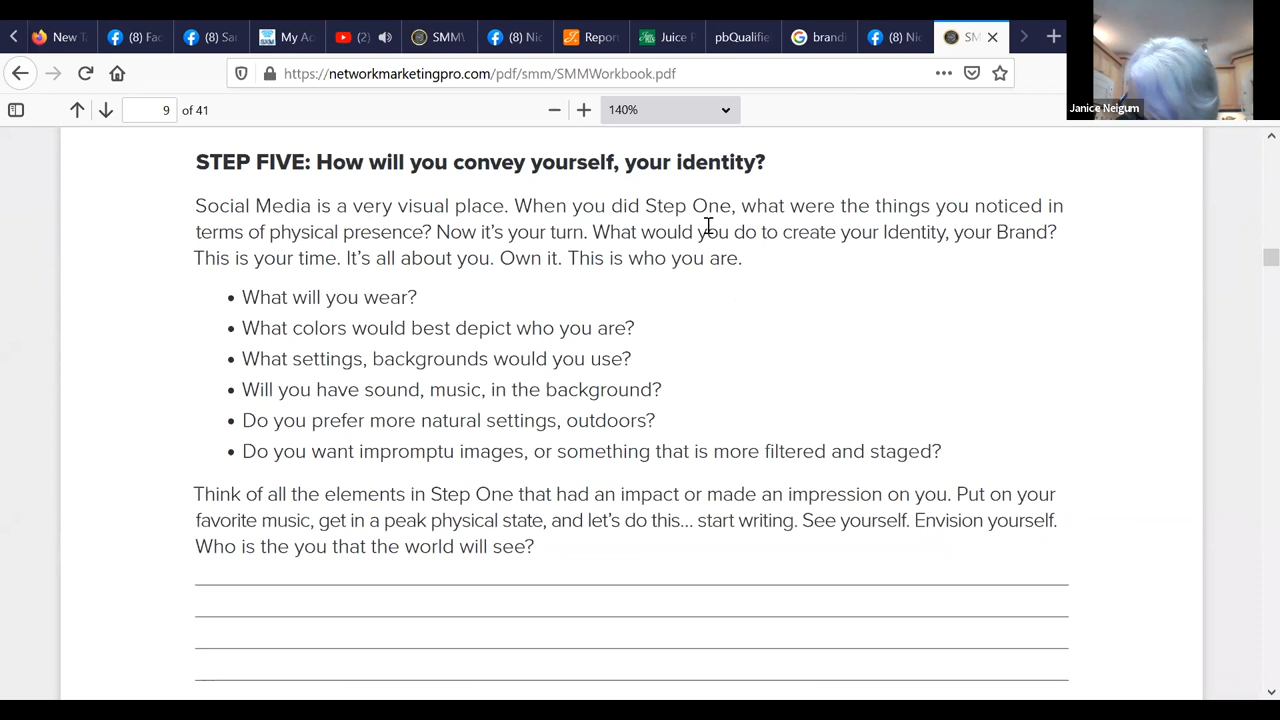 New T
(8) Fac
(8) Sar
My Ac
(2)
SMM\
(8) Nic
Repor
Juice F
pbQualifie
brandi
(8) Ni
SM
https://networkmarketingpro.com/pdf/smm/SMMWorkbook.pdf
9 of 41
140%
Janice Neigum
STEP FIVE: How will you convey yourself, your identity?
Social Media is a very visual place. When you did Step One, what were the things you noticed in
terms of physical presence? Now it’s your turn. What would you do to create your Identity, your Brand?
This is your time. It’s all about you. Own it. This is who you are.
• What will you wear?
• What colors would best depict who you are?
• What settings, backgrounds would you use?
• Will you have sound, music, in the background?
• Do you prefer more natural settings, outdoors?
• Do you want impromptu images, or something that is more filtered and staged?
Think of all the elements in Step One that had an impact or made an impression on you. Put on your
favorite music, get in a peak physical state, and let’s do this... start writing. See yourself. Envision yourself.
Who is the you that the world will see?